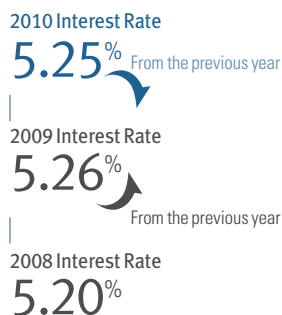 2010 Interest Rate
5.25% From the previous year
2009 Interest Rate
5.26%
From the previous year
2008 Interest Rate
5.20%